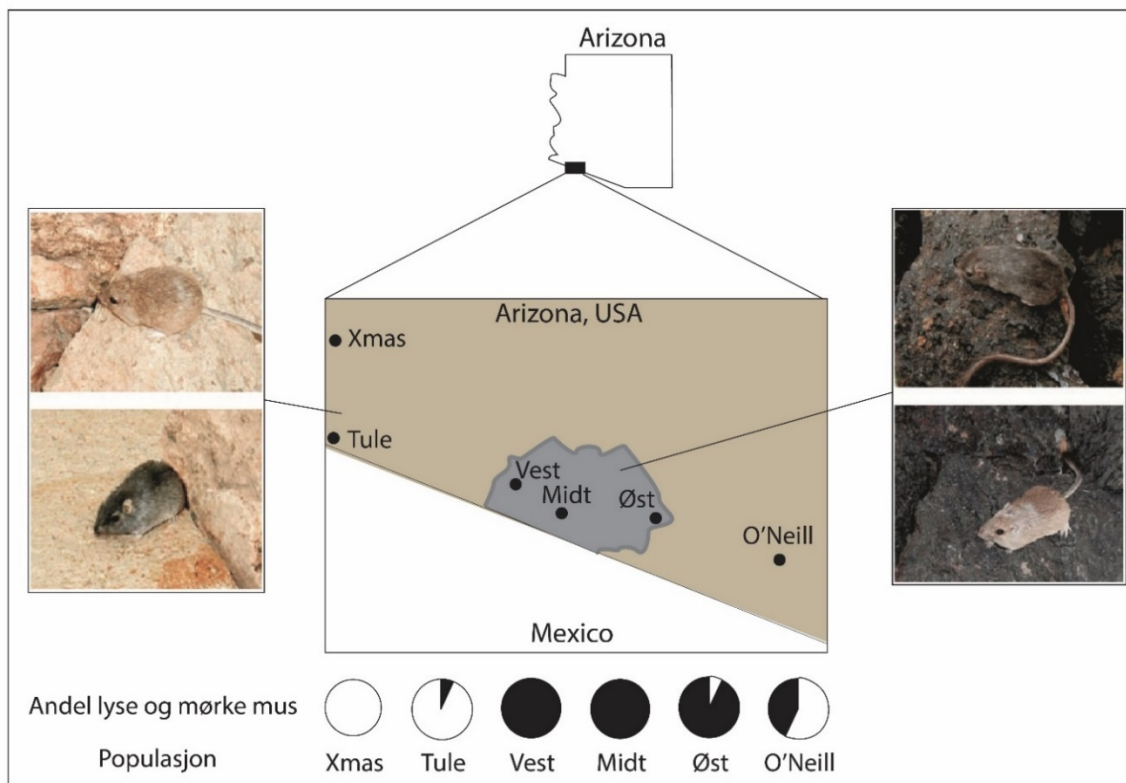 Arizona
Arizona, USA
Xmas
Tule
Vest
Midt
Øst
O'Neill
Mexico
Andel lyse og mørke mus
Populasjon
Xmas
Tule
Vest
Midt
Øst
O'Neill